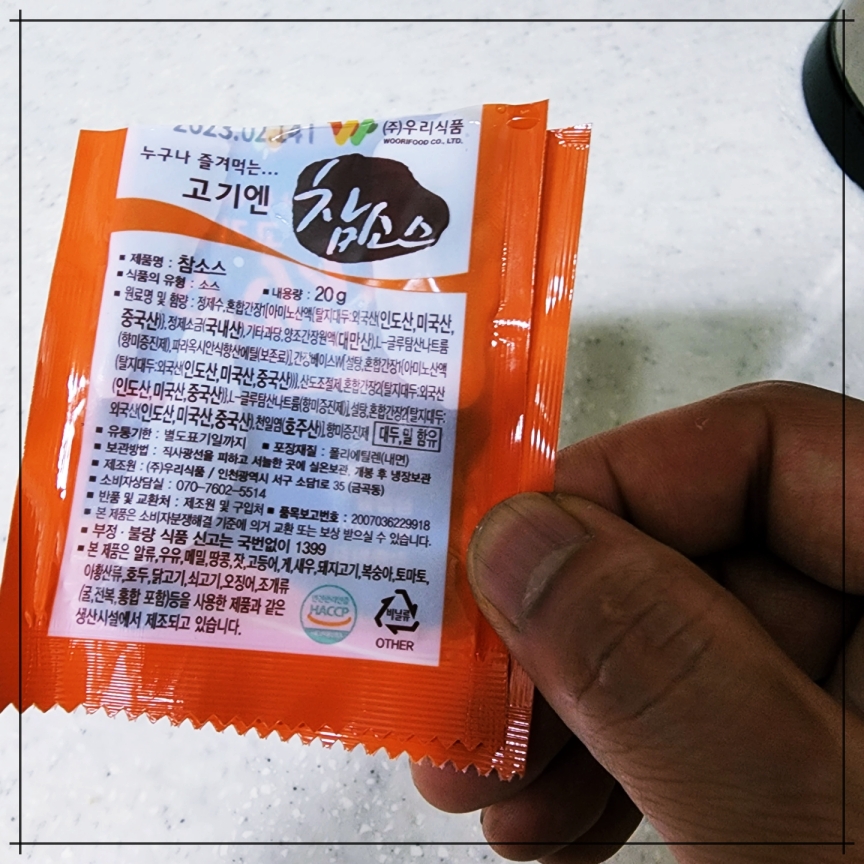 (주)우리식품
WOORIFOOD CO., LTD.
누구나 즐겨먹는...
고기엔
참소스
■ 제품명 : 참소스
■ 식품의 유형 : 소스 ■ 내용량 : 20 g
■ 원료명 및 함량 : 정제수,혼합간장1[아미노산액{탈지대두:외국산(인도산,미국산,
중국산)},정제소금(국내산),기타과당,양조간장원액(대만산),L-글루탐산나트륨
(향미증진제),파라옥시안식향산에틸(보존료)],간장베이스W[설탕,혼합간장1{아미노산액
(탈지대두:외국산(인도산,미국산,중국산))},산도조절제,혼합간장2{탈지대두:외국산
(인도산,미국산,중국산)},L-글루탐산나트륨(향미증진제)],설탕,혼합간장2{탈지대두:
외국산(인도산,미국산,중국산),천일염(호주산)},향미증진제 대두,밀 함유
■ 유통기한 : 별도표기일까지 ■ 포장재질 : 폴리에틸렌(내면)
■ 보관방법 : 직사광선을 피하고 서늘한 곳에 실온보관, 개봉 후 냉장보관
■ 제조원 : (주)우리식품 / 인천광역시 서구 소담1로 35 (금곡동)
■ 소비자상담실 : 070-7602-5514
■ 반품 및 교환처 : 제조원 및 구입처 ■ 품목보고번호 : 2007036229918
■ 본 제품은 소비자분쟁해결 기준에 의거 교환 또는 보상 받으실 수 있습니다.
■ 부정·불량 식품 신고는 국번없이 1399
■ 본 제품은 알류,우유,메밀,땅콩,잣,고등어,게,새우,돼지고기,복숭아,토마토,
아황산류,호두,닭고기,쇠고기,오징어,조개류
(굴,전복,홍합 포함)등을 사용한 제품과 같은
생산시설에서 제조되고 있습니다.
HACCP
비닐류
OTHER